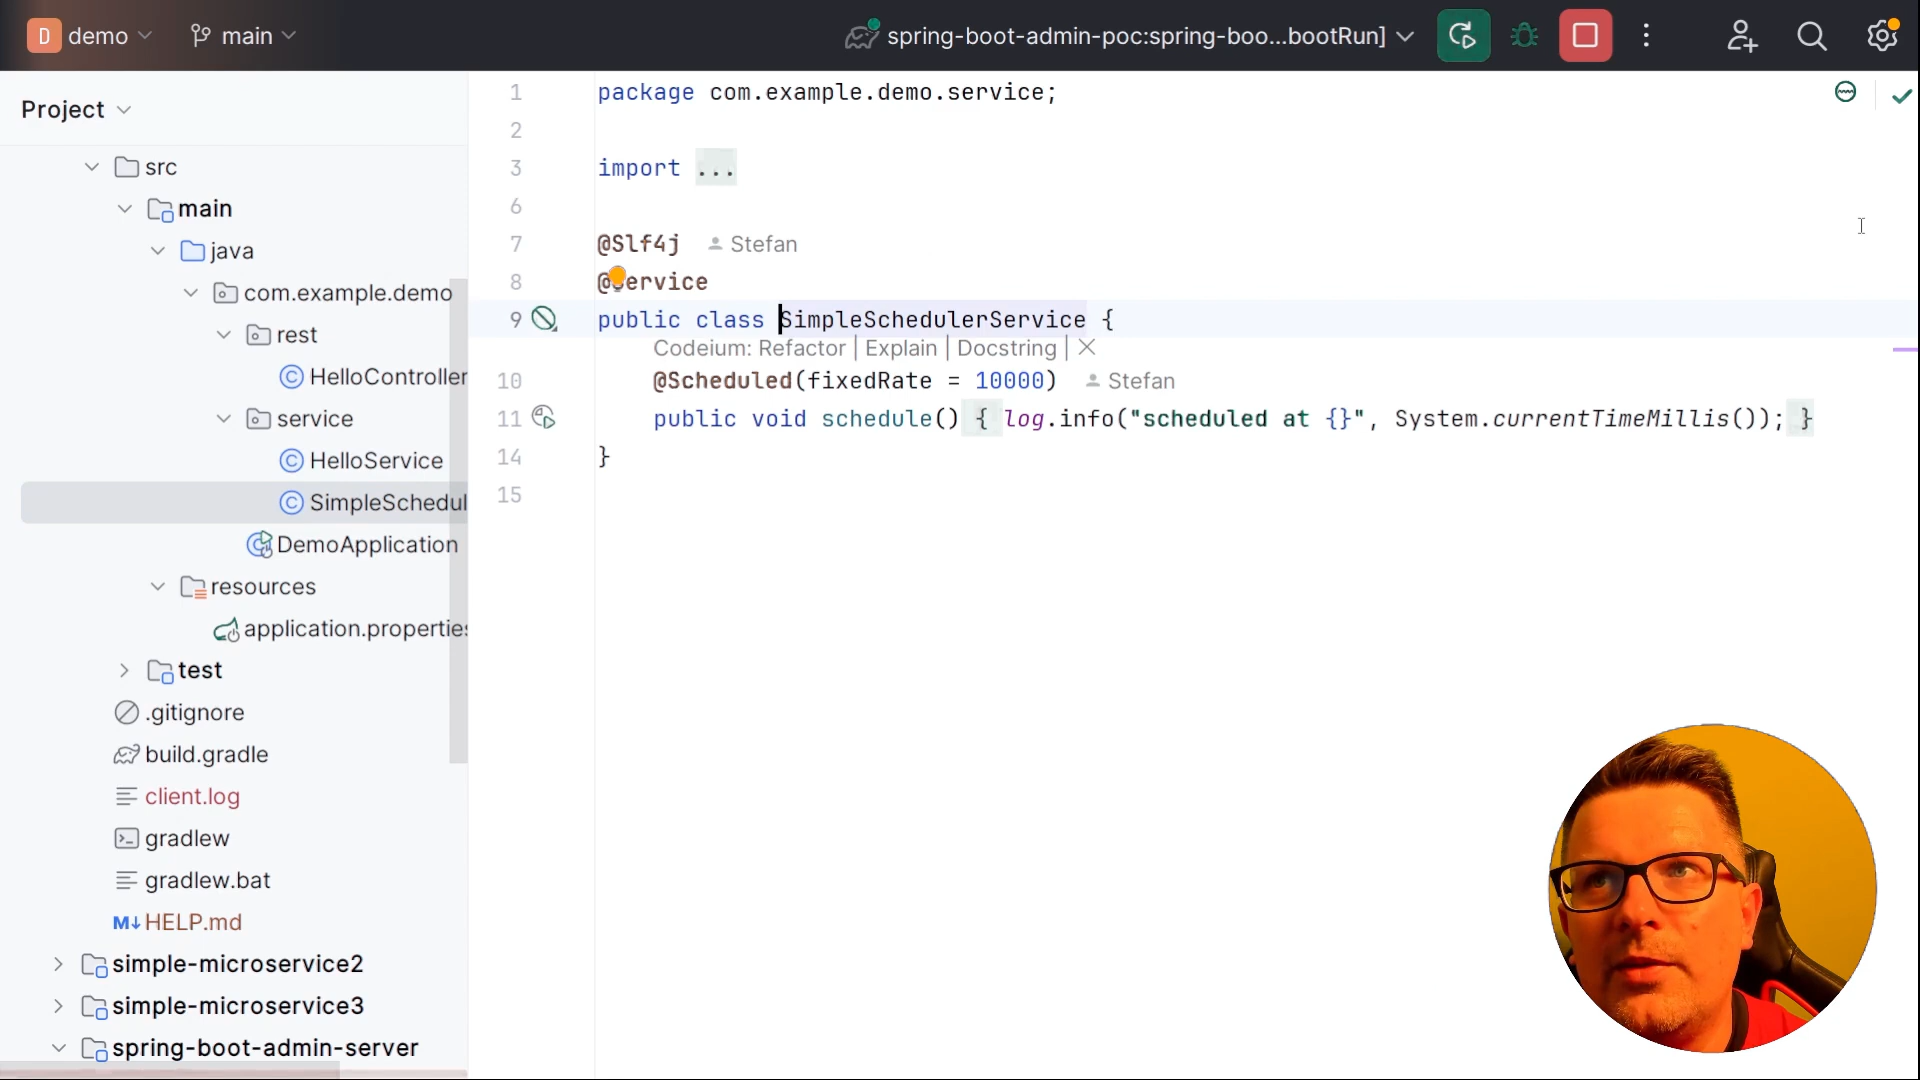 D demo main spring-boot-admin-poc:spring-boo...bootRun]
Project
src
main
java
com.example.demo
rest
HelloController
service
HelloService
SimpleSchedul
DemoApplication
resources
application.properties
test
.gitignore
build.gradle
client.log
gradlew
gradlew.bat
M↓ HELP.md
simple-microservice2
simple-microservice3
spring-boot-admin-server
1 package com.example.demo.service;
2
3 import ...
6
7 @Slf4j Stefan
8 @Service
9 public class SimpleSchedulerService {
Codeium: Refactor | Explain | Docstring | ×
10 @Scheduled(fixedRate = 10000) Stefan
11 public void schedule() { log.info("scheduled at {}", System.currentTimeMillis()); }
14 }
15